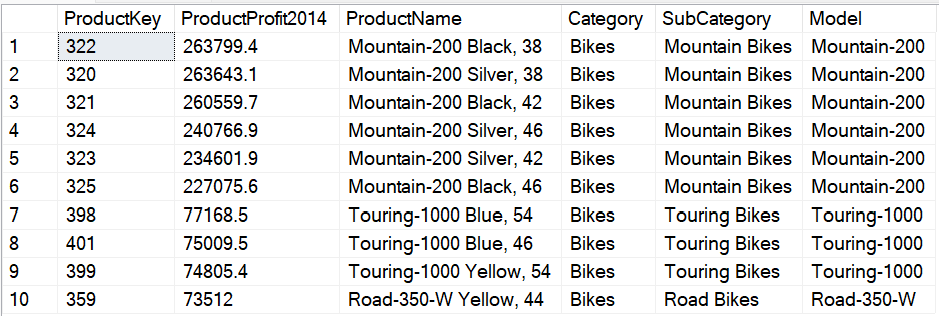 ProductKey ProductProfit2014 ProductName Category SubCategory Model
1 322 263799.4 Mountain-200 Black, 38 Bikes Mountain Bikes Mountain-200
2 320 263643.1 Mountain-200 Silver, 38 Bikes Mountain Bikes Mountain-200
3 321 260559.7 Mountain-200 Black, 42 Bikes Mountain Bikes Mountain-200
4 324 240766.9 Mountain-200 Silver, 46 Bikes Mountain Bikes Mountain-200
5 323 234601.9 Mountain-200 Silver, 42 Bikes Mountain Bikes Mountain-200
6 325 227075.6 Mountain-200 Black, 46 Bikes Mountain Bikes Mountain-200
7 398 77168.5 Touring-1000 Blue, 54 Bikes Touring Bikes Touring-1000
8 401 75009.5 Touring-1000 Blue, 46 Bikes Touring Bikes Touring-1000
9 399 74805.4 Touring-1000 Yellow, 54 Bikes Touring Bikes Touring-1000
10 359 73512 Road-350-W Yellow, 44 Bikes Road Bikes Road-350-W